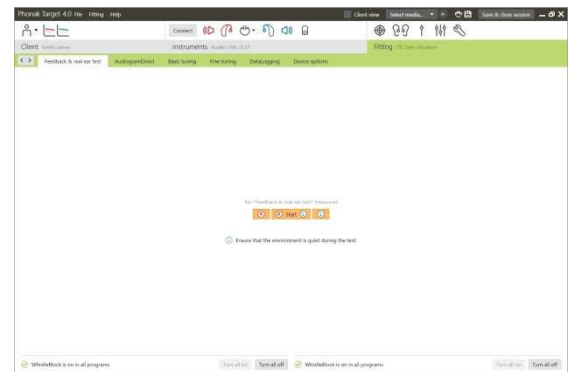 Phonak Target 4.0 File Fitting Help
Client view Select media... Save & close session
Connect
Client Smith James Instruments Fitting
Feedback & real ear test AudiogramDirect Basic tuning Fine tuning DataLogging Device options
No "Feedback & real ear test" measured
R R Start L L
Ensure that the environment is quiet during the test
WhistleBlock is on in all programs Turn all on Turn all off WhistleBlock is on in all programs Turn all on Turn all off